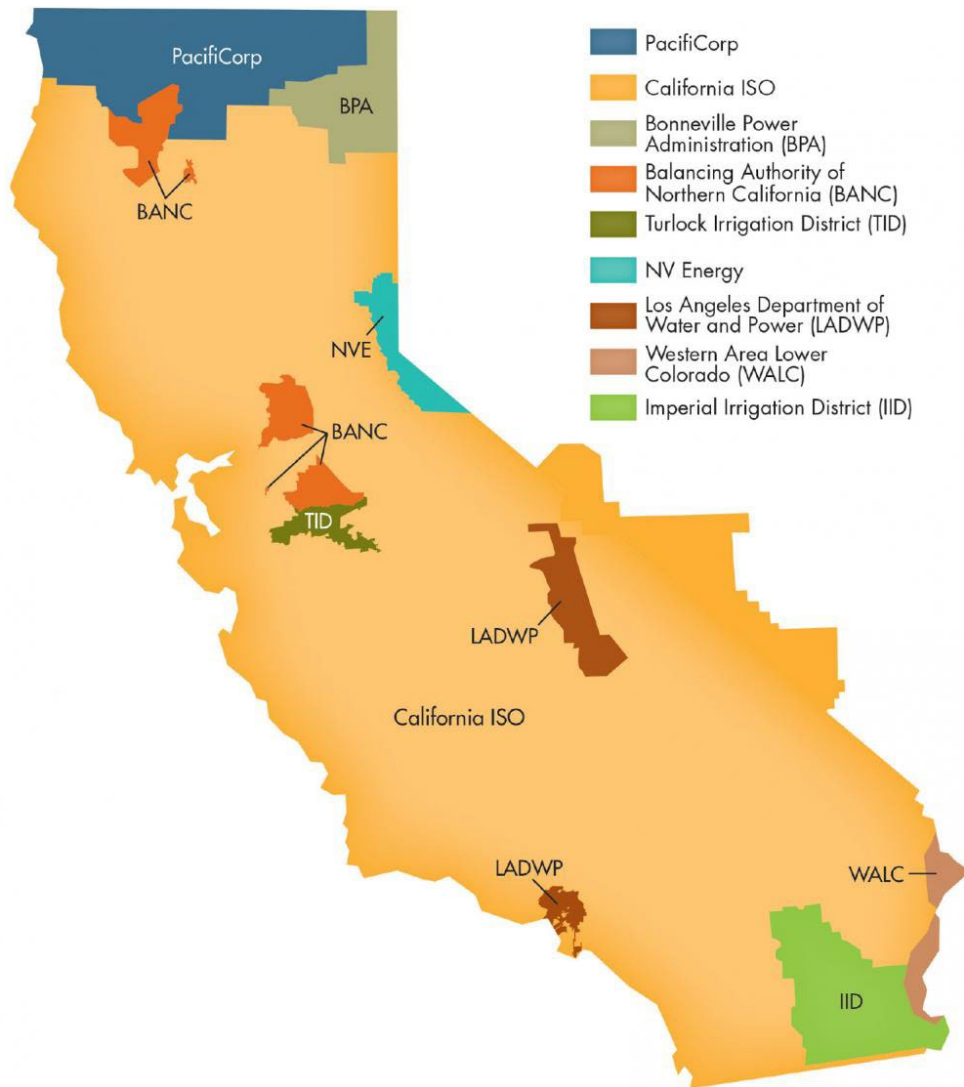 PacifiCorp
BPA
BANC
NVE
BANC
TID
LADWP
California ISO
LADWP
WALC
IID
PacifiCorp
California ISO
Bonneville Power
Administration (BPA)
Balancing Authority of
Northern California (BANC)
Turlock Irrigation District (TID)
NV Energy
Los Angeles Department of
Water and Power (LADWP)
Western Area Lower
Colorado (WALC)
Imperial Irrigation District (IID)